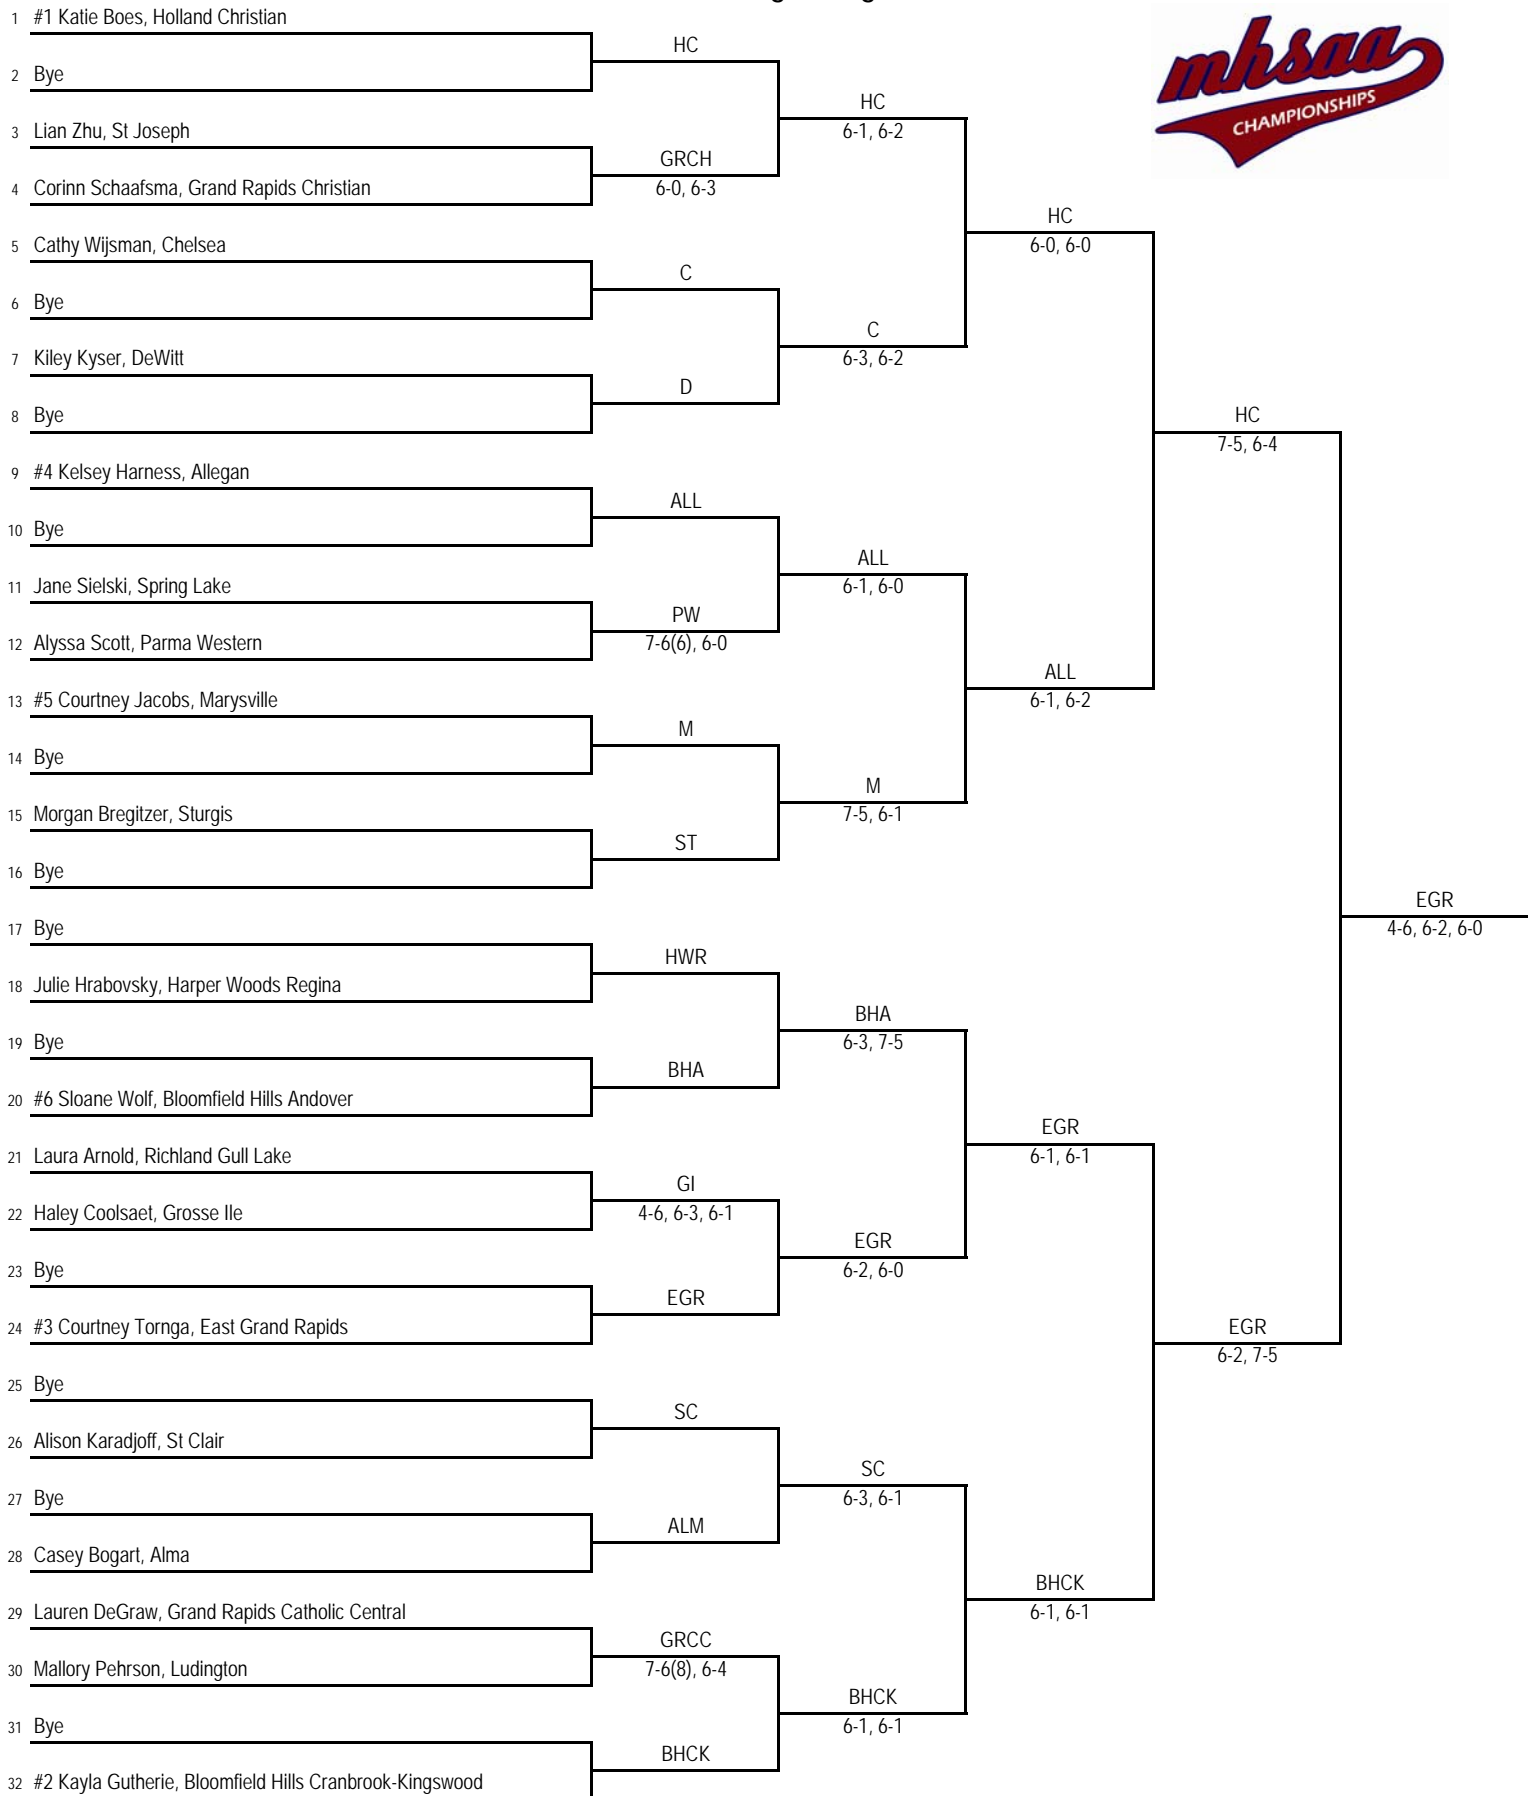 mhsaa
CHAMPIONSHIPS
1 #1 Katie Boes, Holland Christian
HC
2 Bye
HC
6-1, 6-2
3 Lian Zhu, St Joseph
GRCH
6-0, 6-3
4 Corinn Schaafsma, Grand Rapids Christian
HC
6-0, 6-0
5 Cathy Wijsman, Chelsea
C
6 Bye
C
6-3, 6-2
7 Kiley Kyser, DeWitt
D
8 Bye
HC
7-5, 6-4
9 #4 Kelsey Harness, Allegan
ALL
10 Bye
ALL
6-1, 6-0
11 Jane Sielski, Spring Lake
PW
7-6(6), 6-0
12 Alyssa Scott, Parma Western
ALL
6-1, 6-2
13 #5 Courtney Jacobs, Marysville
M
14 Bye
M
7-5, 6-1
15 Morgan Bregitzer, Sturgis
ST
16 Bye
EGR
4-6, 6-2, 6-0
17 Bye
HWR
18 Julie Hrabovsky, Harper Woods Regina
BHA
6-3, 7-5
19 Bye
BHA
20 #6 Sloane Wolf, Bloomfield Hills Andover
EGR
6-1, 6-1
21 Laura Arnold, Richland Gull Lake
GI
4-6, 6-3, 6-1
22 Haley Coolsaet, Grosse Ile
EGR
6-2, 6-0
23 Bye
EGR
24 #3 Courtney Tornga, East Grand Rapids
EGR
6-2, 7-5
25 Bye
SC
26 Alison Karadjoff, St Clair
SC
6-3, 6-1
27 Bye
ALM
28 Casey Bogart, Alma
BHCK
6-1, 6-1
29 Lauren DeGraw, Grand Rapids Catholic Central
GRCC
7-6(8), 6-4
30 Mallory Pehrson, Ludington
BHCK
6-1, 6-1
31 Bye
BHCK
32 #2 Kayla Gutherie, Bloomfield Hills Cranbrook-Kingswood